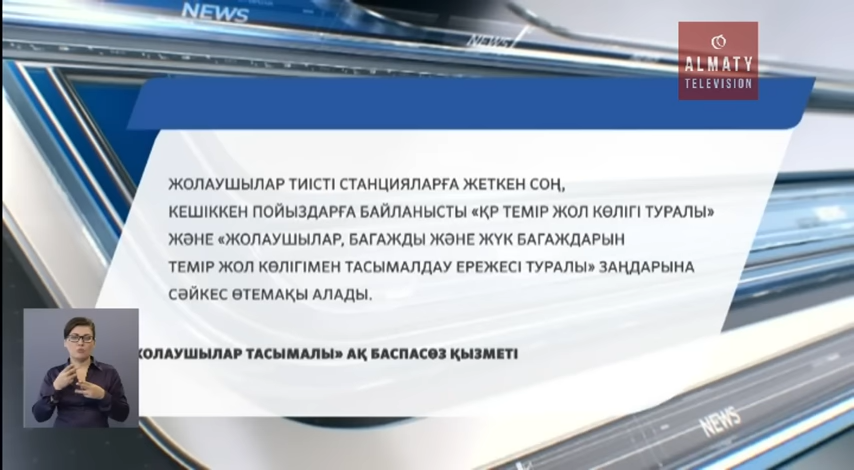 NEWS
NEWS
ALMATY
TELEVISION
ЖОЛАУШЫЛАР ТИІСТІ СТАНЦИЯЛАРҒА ЖЕТКЕН СОҢ,
КЕШІККЕН ПОЙЫЗДАРҒА БАЙЛАНЫСТЫ «ҚР ТЕМІР ЖОЛ КӨЛІГІ ТУРАЛЫ»
ЖӘНЕ «ЖОЛАУШЫЛАР, БАГАЖДЫ ЖӘНЕ ЖҮК БАГАЖДАРЫН
ТЕМІР ЖОЛ КӨЛІГІМЕН ТАСЫМАЛДАУ ЕРЕЖЕСІ ТУРАЛЫ» ЗАҢДАРЫНА
СӘЙКЕС ӨТЕМАҚЫ АЛАДЫ.
ЖОЛАУШЫЛАР ТАСЫМАЛЫ» АҚ БАСПАСӨЗ ҚЫЗМЕТІ
NEWS